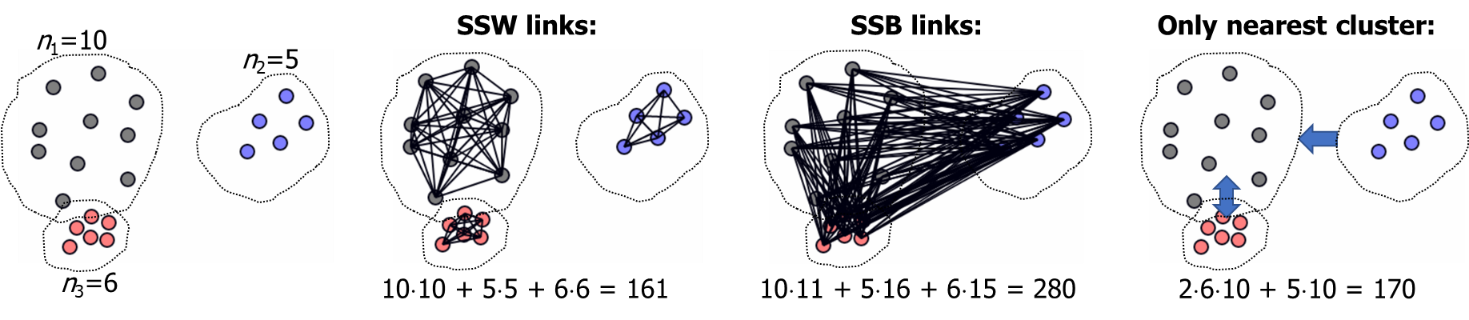 n1=10
n2=5
n3=6
SSW links:
10·10 + 5·5 + 6·6 = 161
SSB links:
10·11 + 5·16 + 6·15 = 280
Only nearest cluster:
2·6·10 + 5·10 = 170